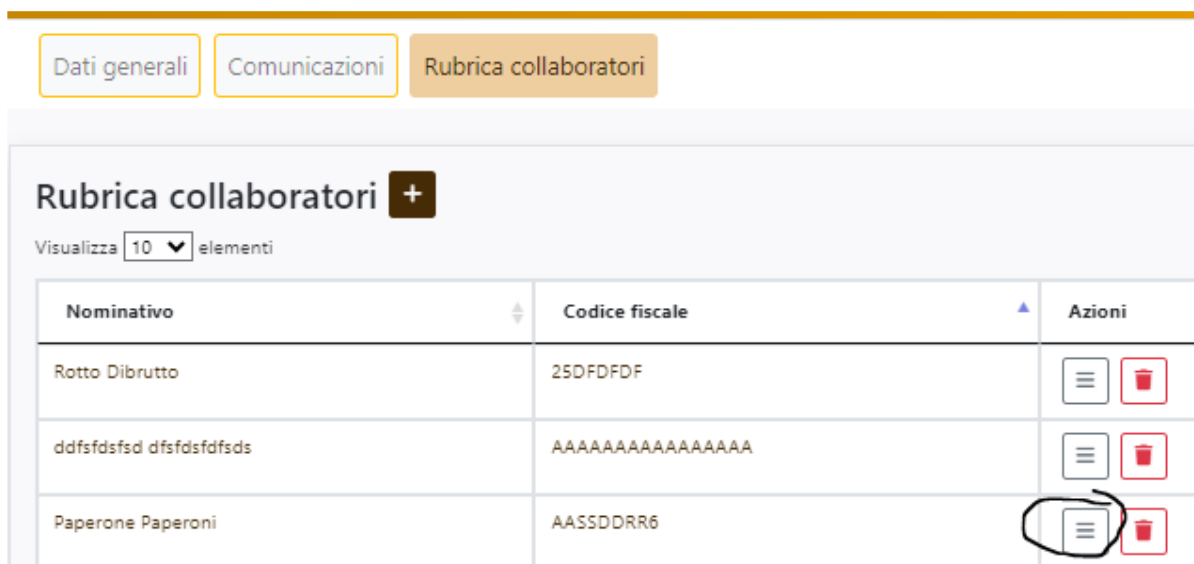 Dati generali Comunicazioni Rubrica collaboratori
Rubrica collaboratori +
Visualizza 10 elementi
Nominativo Codice fiscale Azioni
Rotto Dibrutto 25DFDFDF
ddfsfdsfsd dfsfdsfdfsds AAAAAAAAAAAAAAAA
Paperone Paperoni AASSDDRR6